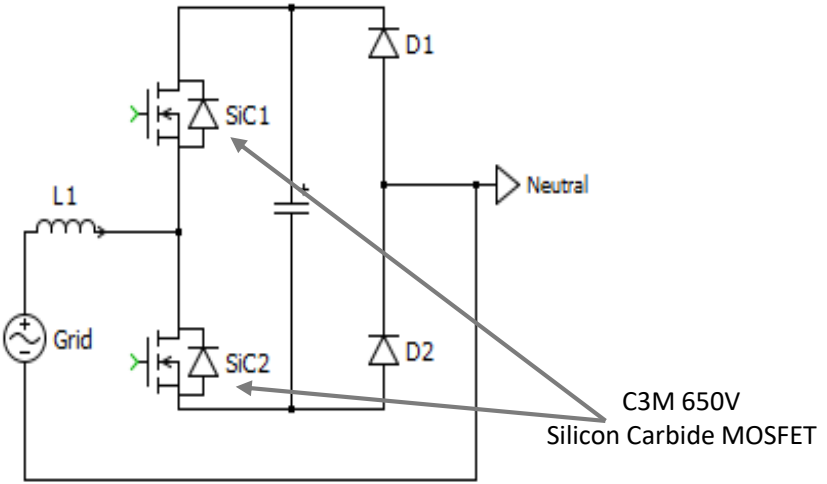 D1
SiC1
L1
Neutral
Grid
SiC2
D2
C3M 650V
Silicon Carbide MOSFET